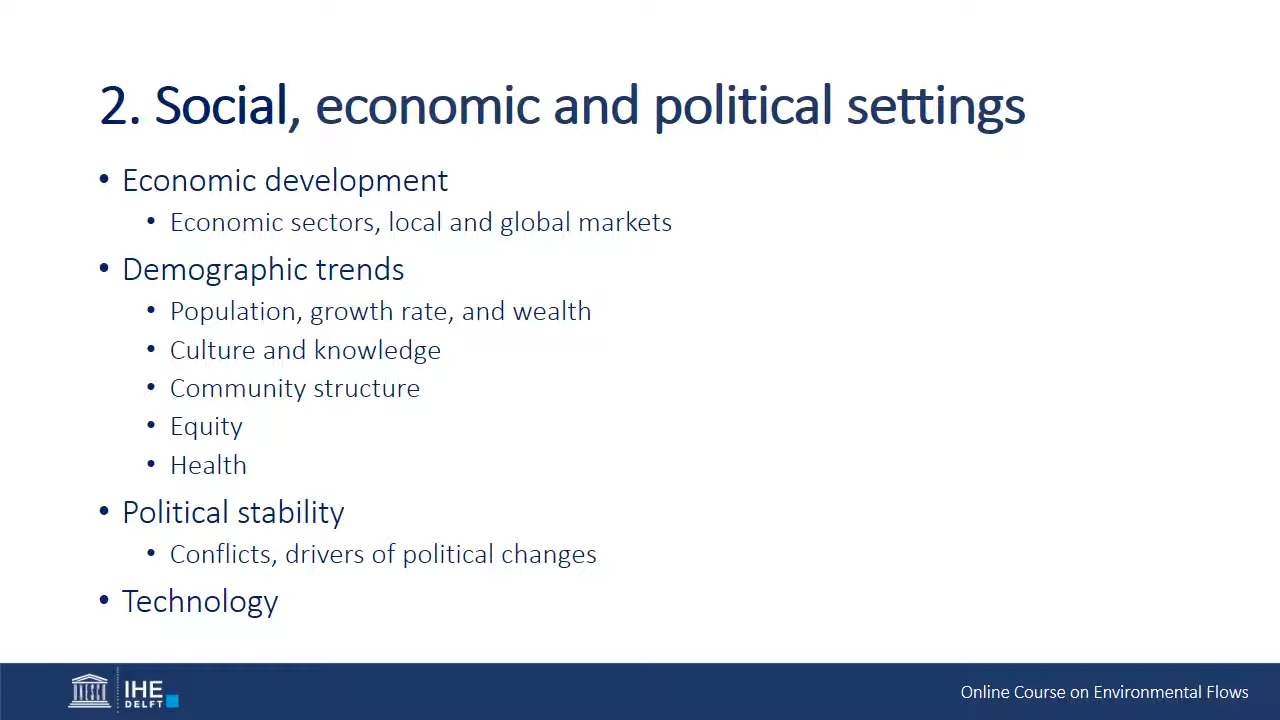 2. Social, economic and political settings
• Economic development
• Economic sectors, local and global markets
• Demographic trends
• Population, growth rate, and wealth
• Culture and knowledge
• Community structure
• Equity
• Health
• Political stability
• Conflicts, drivers of political changes
• Technology
UNESCO
IHE
DELFT
Online Course on Environmental Flows